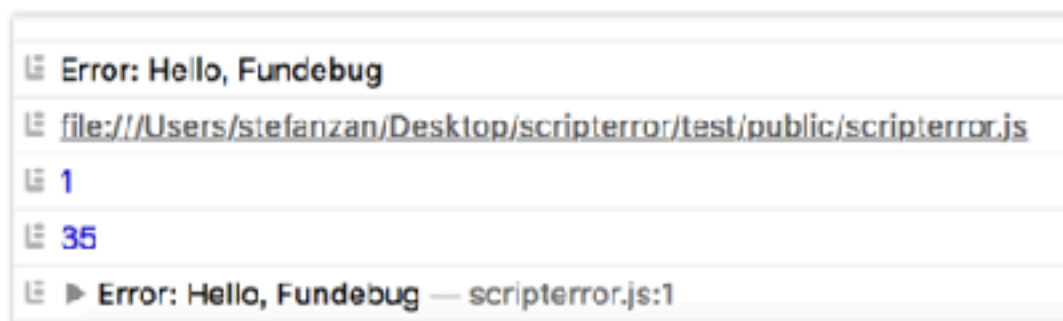 Error: Hello, Fundebug
file:///Users/stefanzan/Desktop/scripterror/test/public/scripterror.js
1
35
▶ Error: Hello, Fundebug — scripterror.js:1